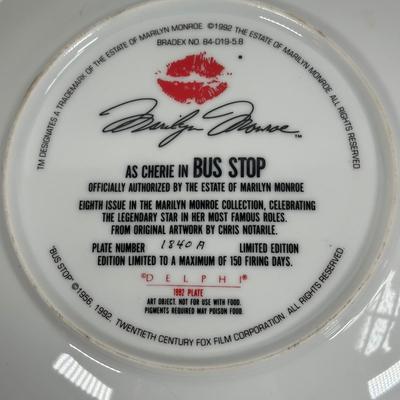 TM DESIGNATES A TRADEMARK OF THE ESTATE OF MARILYN MONROE. ©1992 THE ESTATE OF MARILYN MONROE. ALL RIGHTS RESERVED
BRADEX NO. 84-D19-5.8
Marilyn Monroe™
AS CHERIE IN BUS STOP
OFFICIALLY AUTHORIZED BY THE ESTATE OF MARILYN MONROE
EIGHTH ISSUE IN THE MARILYN MONROE COLLECTION, CELEBRATING
THE LEGENDARY STAR IN HER MOST FAMOUS ROLES.
FROM ORIGINAL ARTWORK BY CHRIS NOTARILE.
PLATE NUMBER 1840 A LIMITED EDITION
EDITION LIMITED TO A MAXIMUM OF 150 FIRING DAYS.
©DELPHI®
1992 PLATE
ART OBJECT. NOT FOR USE WITH FOOD.
PIGMENTS REQUIRED MAY POISON FOOD.
"BUS STOP" ©1956, 1992. TWENTIETH CENTURY FOX FILM CORPORATION. ALL RIGHTS RESERVED.